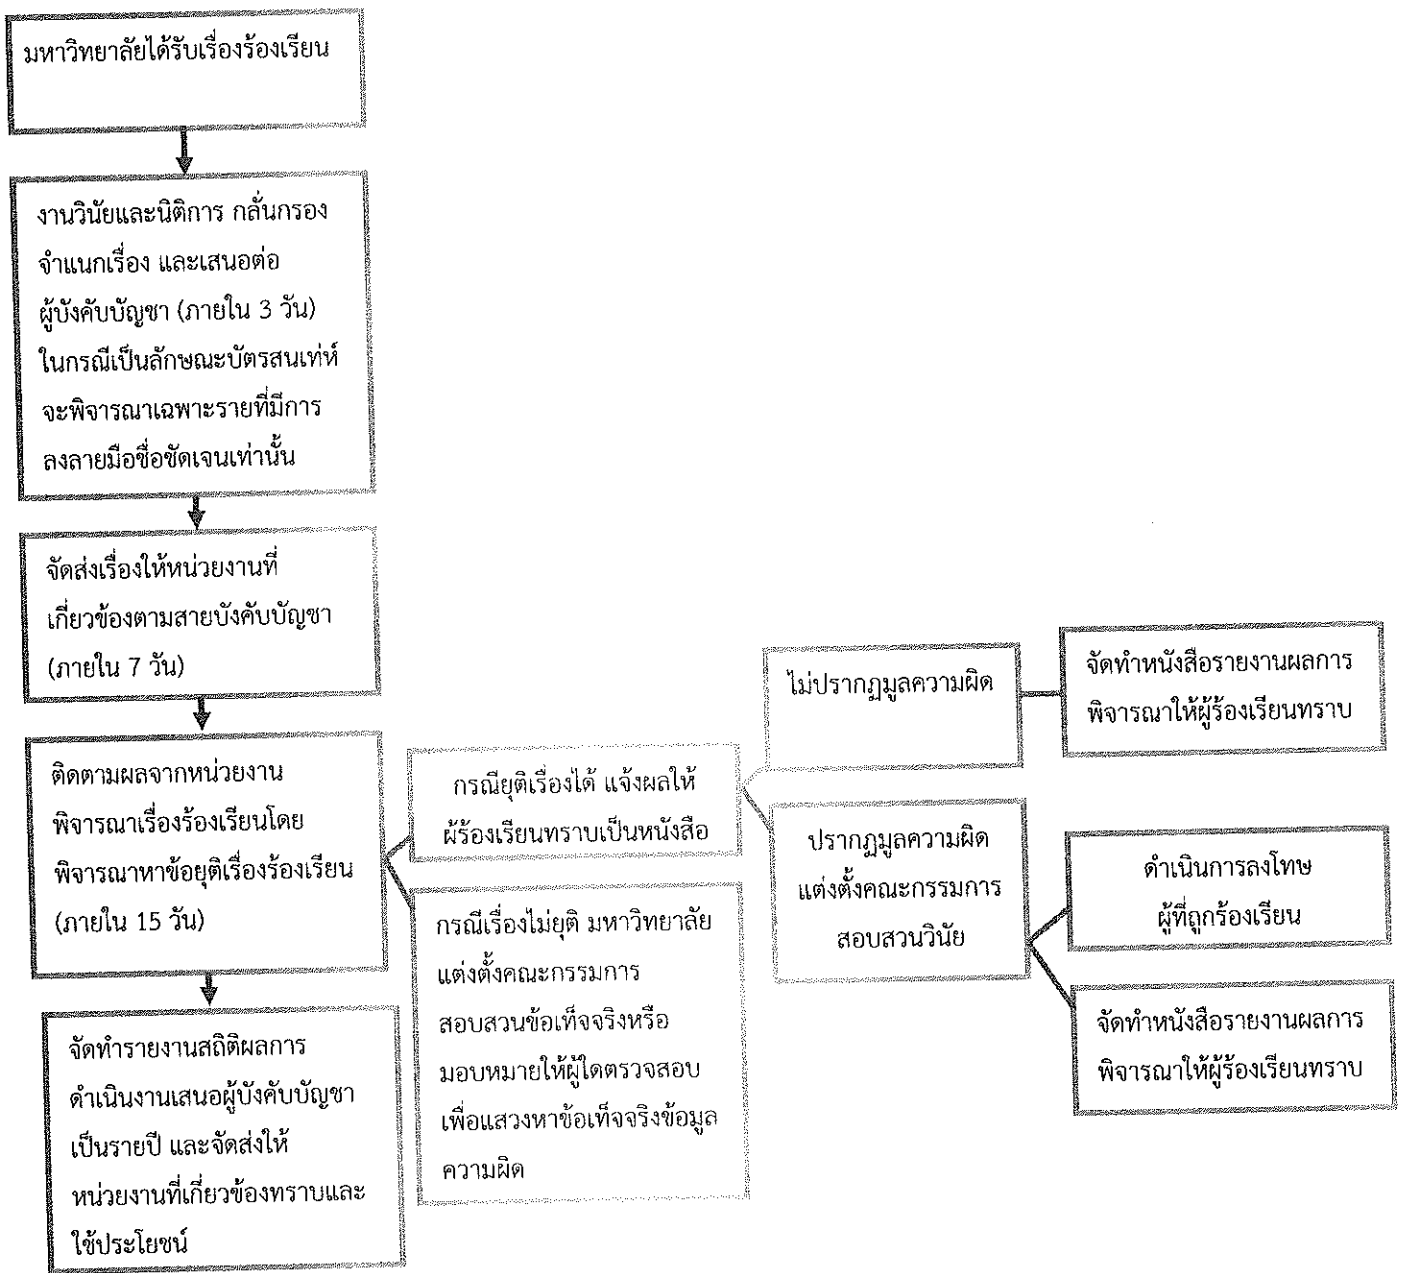 มหาวิทยาลัยได้รับเรื่องร้องเรียน
งานวินัยและนิติการ กลั่นกรอง
จำแนกเรื่อง และเสนอต่อ
ผู้บังคับบัญชา (ภายใน 3 วัน)
ในกรณีเป็นลักษณะบัตรสนเท่ห์
จะพิจารณาเฉพาะรายที่มีการ
ลงลายมือชื่อชัดเจนเท่านั้น
จัดส่งเรื่องให้หน่วยงานที่
เกี่ยวข้องตามสายบังคับบัญชา
(ภายใน 7 วัน)
ติดตามผลจากหน่วยงาน
พิจารณาเรื่องร้องเรียนโดย
พิจารณาหาข้อยุติเรื่องร้องเรียน
(ภายใน 15 วัน)
จัดทำรายงานสถิติผลการ
ดำเนินงานเสนอผู้บังคับบัญชา
เป็นรายปี และจัดส่งให้
หน่วยงานที่เกี่ยวข้องทราบและ
ใช้ประโยชน์
กรณียุติเรื่องได้ แจ้งผลให้
ผู้ร้องเรียนทราบเป็นหนังสือ
กรณีเรื่องไม่ยุติ มหาวิทยาลัย
แต่งตั้งคณะกรรมการ
สอบสวนข้อเท็จจริงหรือ
มอบหมายให้ผู้ใดตรวจสอบ
เพื่อแสวงหาข้อเท็จจริงข้อมูล
ความผิด
ไม่ปรากฏมูลความผิด
จัดทำหนังสือรายงานผลการ
พิจารณาให้ผู้ร้องเรียนทราบ
ปรากฏมูลความผิด
แต่งตั้งคณะกรรมการ
สอบสวนวินัย
ดำเนินการลงโทษ
ผู้ที่ถูกร้องเรียน
จัดทำหนังสือรายงานผลการ
พิจารณาให้ผู้ร้องเรียนทราบ